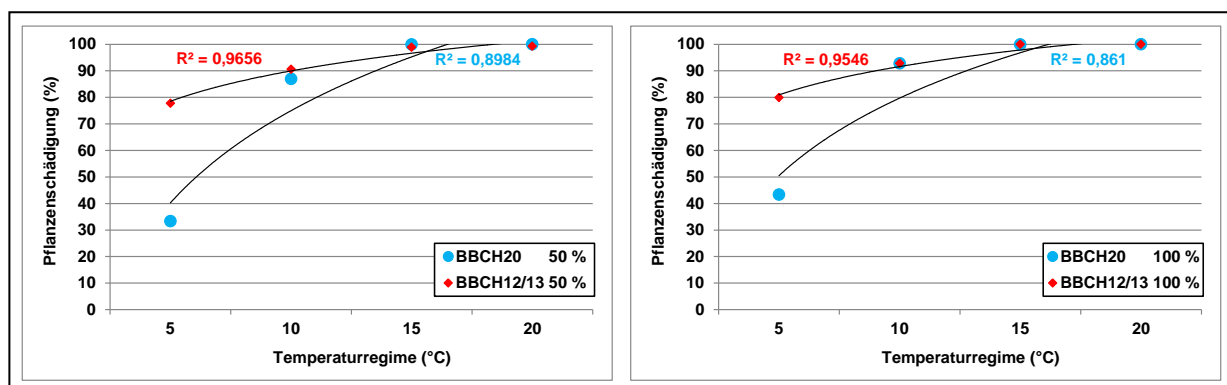 100
90
80
70
60
50
40
30
20
10
0
Pflanzenschädigung (%)
R² = 0,9656
R² = 0,8984
BBCH20 50 %
BBCH12/13 50 %
5 10 15 20
Temperaturregime (°C)
100
90
80
70
60
50
40
30
20
10
0
Pflanzenschädigung (%)
R² = 0,9546
R² = 0,861
BBCH20 100 %
BBCH12/13 100 %
5 10 15 20
Temperaturregime (°C)